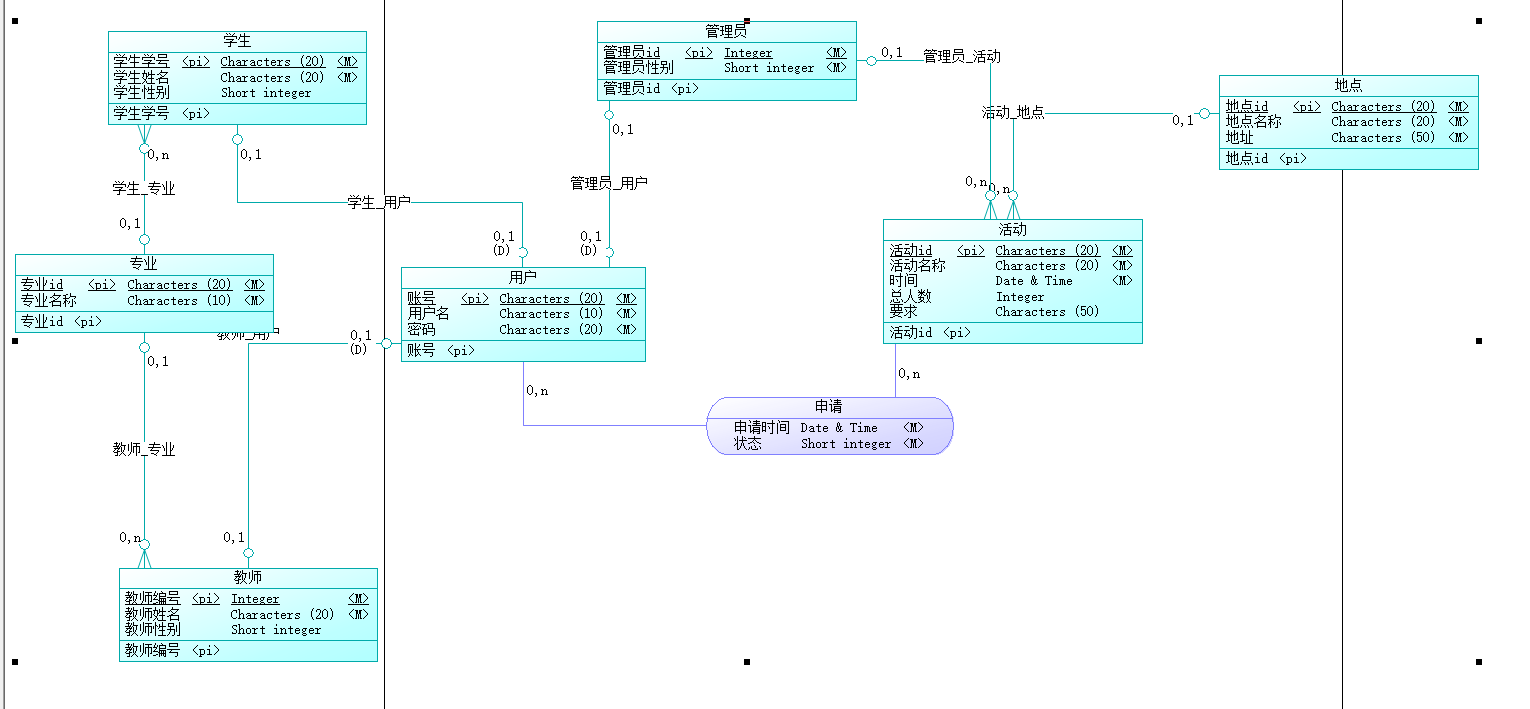 学生
学生学号 <pi> Characters (20) <M>
学生姓名 Characters (20) <M>
学生性别 Short integer
学生学号 <pi>
管理员
管理员id <pi> Integer <M>
管理员性别 Short integer <M>
管理员id <pi>
0,1
管理员_活动
地点
地点id <pi> Characters (20) <M>
地点名称 Characters (20) <M>
地址 Characters (50) <M>
地点id <pi>
活动_地点
0,1
0,n
0,1
0,1
学生_专业
管理员_用户
0,n
0,n
学生_用户
0,1
0,1
(D)
0,1
(D)
专业
专业id <pi> Characters (20) <M>
专业名称 Characters (10) <M>
专业id <pi>
用户
账号 <pi> Characters (20) <M>
用户名 Characters (10) <M>
密码 Characters (20) <M>
账号 <pi>
活动
活动id <pi> Characters (20) <M>
活动名称 Characters (20) <M>
时间 Date & Time <M>
总人数 Integer
要求 Characters (50)
活动id <pi>
教师_用户
0,1
(D)
0,1
0,n
0,n
申请
申请时间 Date & Time <M>
状态 Short integer <M>
教师_专业
0,n
0,1
教师
教师编号 <pi> Integer <M>
教师姓名 Characters (20) <M>
教师性别 Short integer
教师编号 <pi>